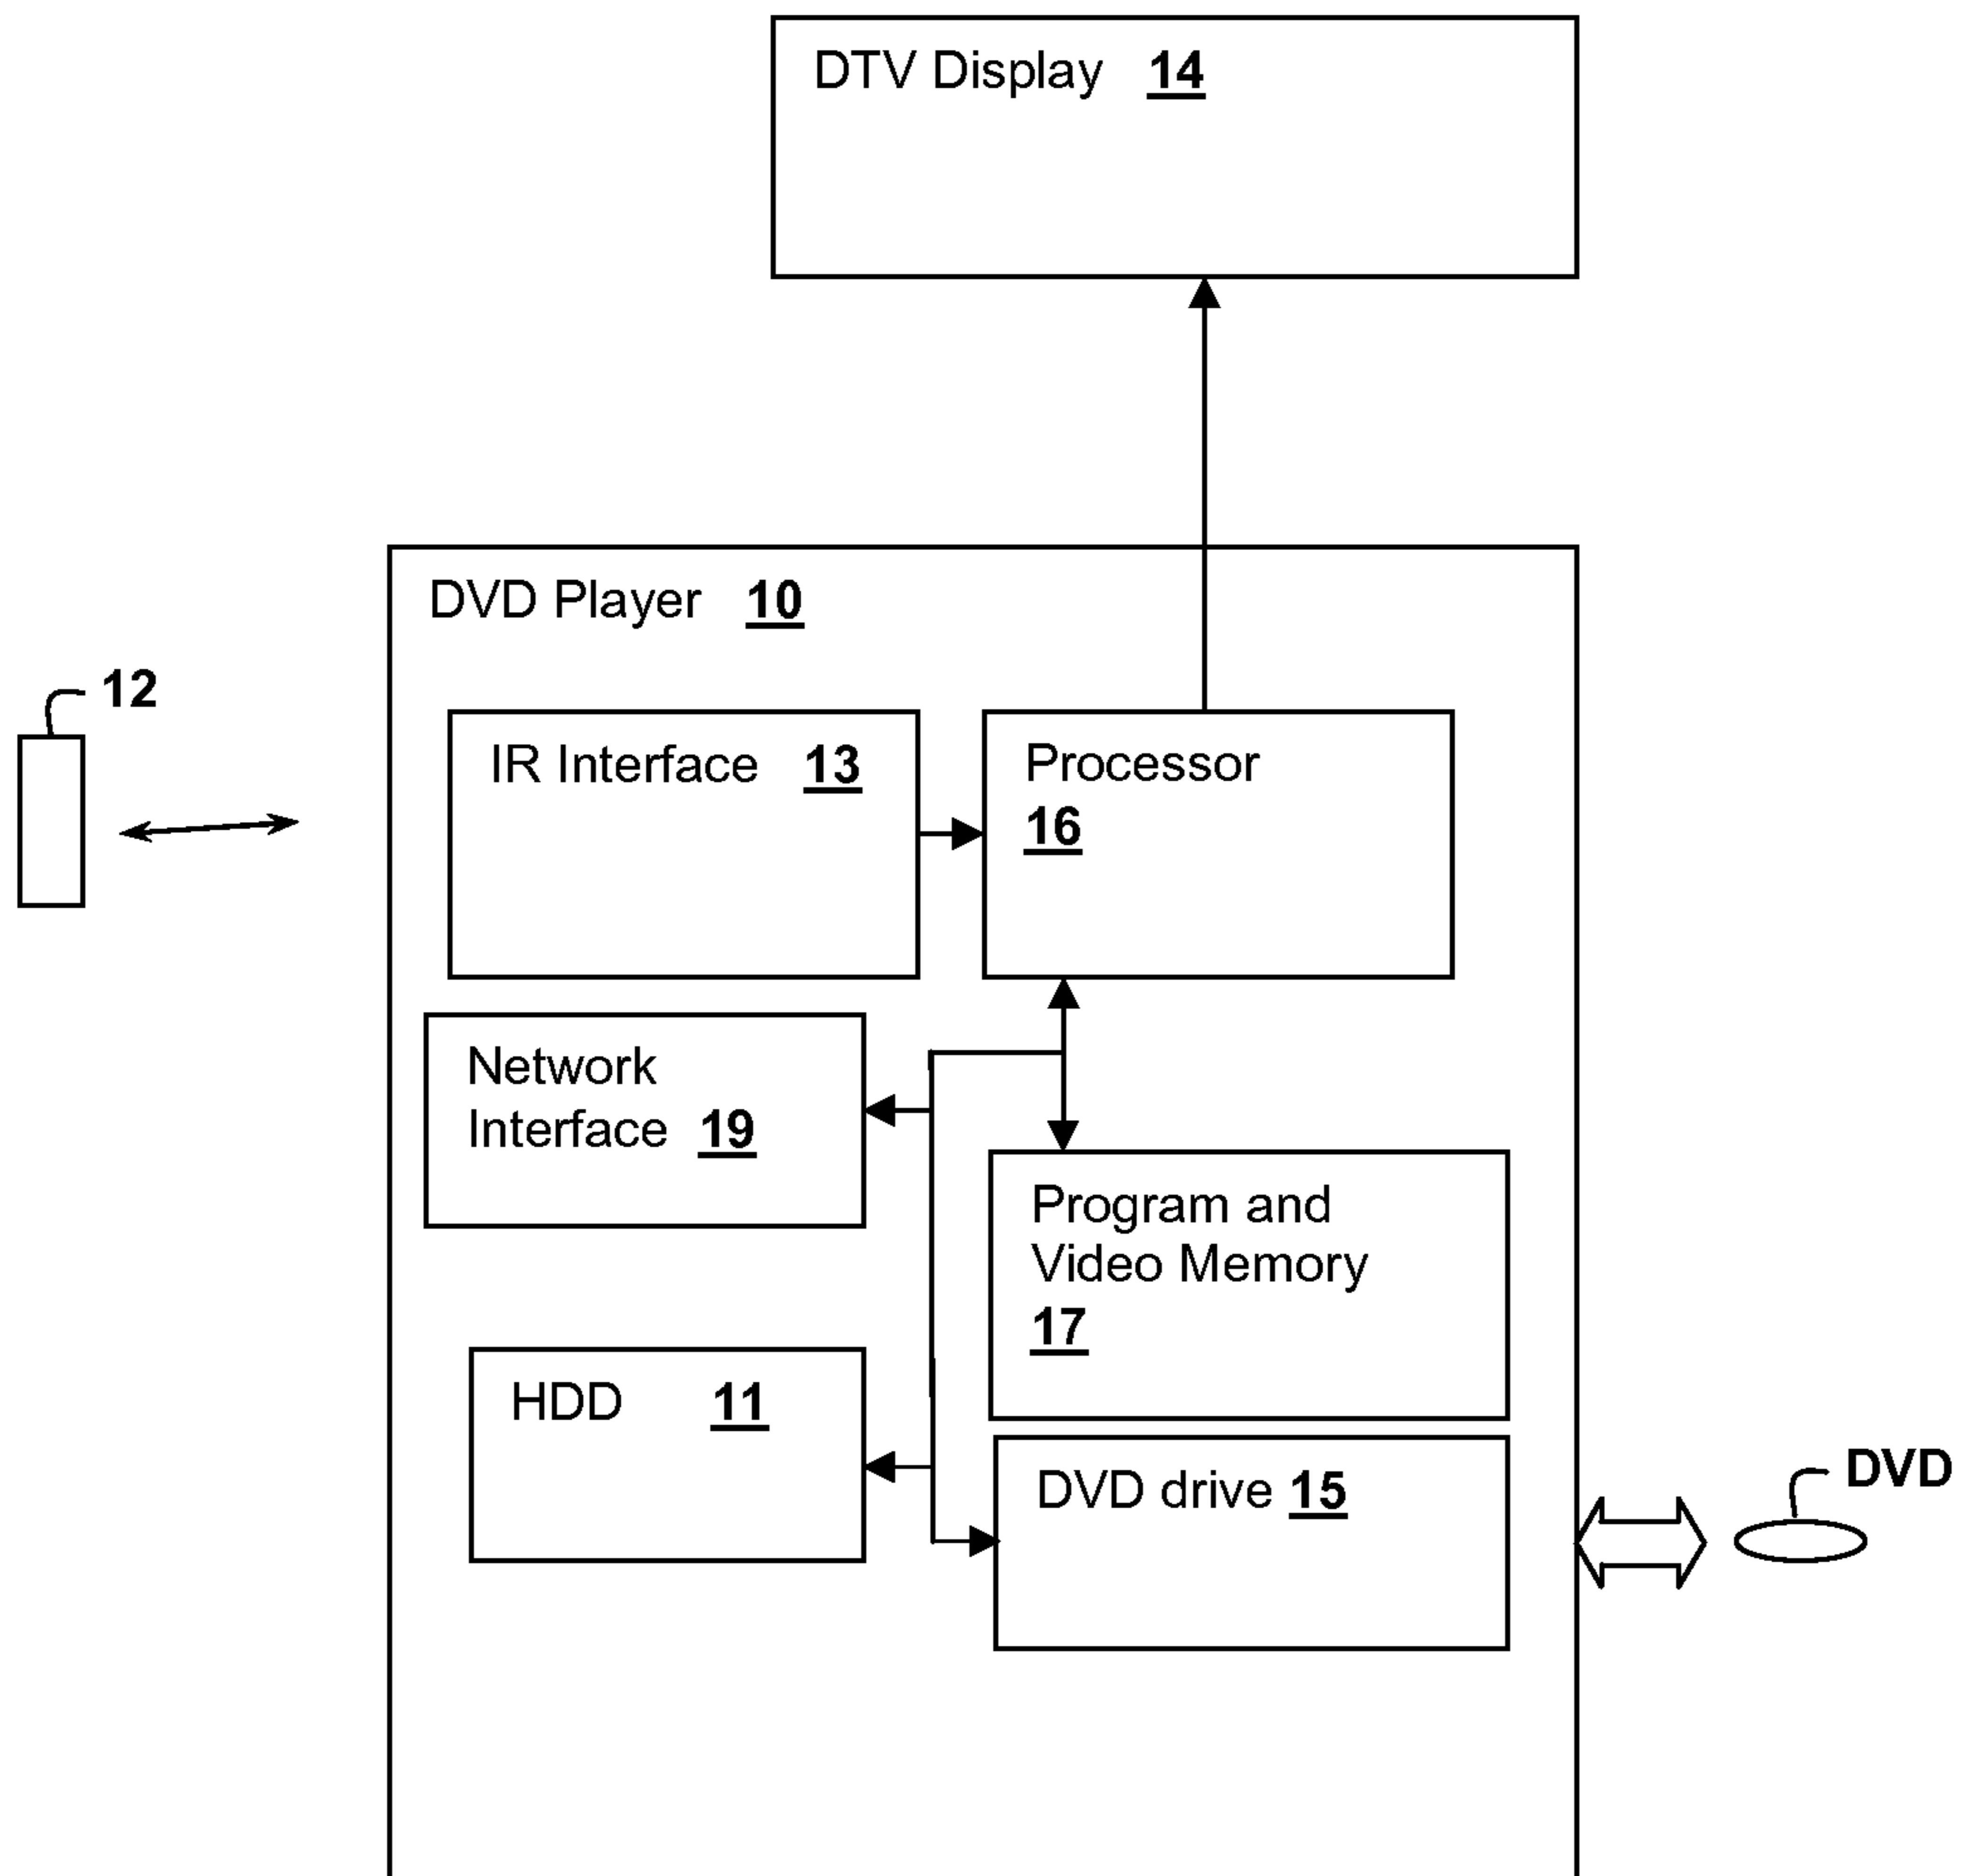 DTV Display 14
DVD Player 10
12
IR Interface 13
Processor
16
Network
Interface 19
Program and
Video Memory
17
HDD 11
DVD drive 15
DVD